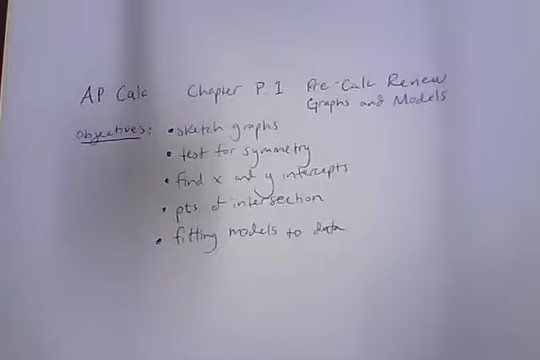 AP Calc Chapter P.1 Pre-Calc Review
Graphs and Models
Objectives: • sketch graphs
• test for symmetry
• find x and y intercepts
• pts of intersection
• fitting models to data